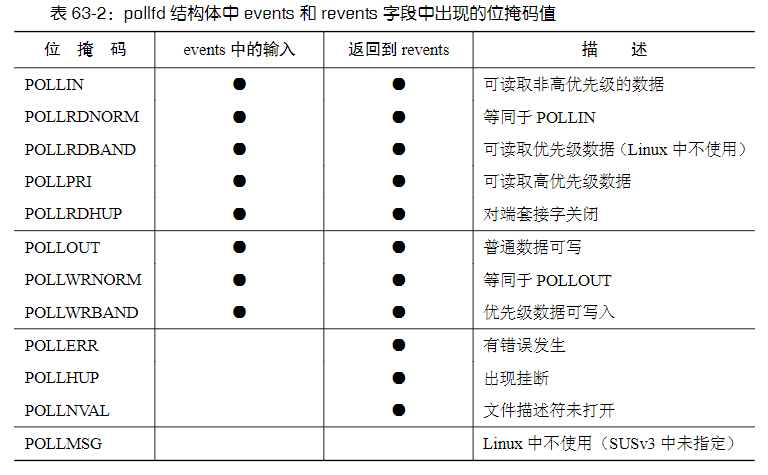 表 63-2：pollfd 结构体中 events 和 revents 字段中出现的位掩码值
位 掩 码 events 中的输入 返回到 revents 描 述
POLLIN ● ● 可读取非高优先级的数据
POLLRDNORM ● ● 等同于 POLLIN
POLLRDBAND ● ● 可读取优先级数据（Linux 中不使用）
POLLPRI ● ● 可读取高优先级数据
POLLRDHUP ● ● 对端套接字关闭
POLLOUT ● ● 普通数据可写
POLLWRNORM ● ● 等同于 POLLOUT
POLLWRBAND ● ● 优先级数据可写入
POLLERR ● 有错误发生
POLLHUP ● 出现挂断
POLLNVAL ● 文件描述符未打开
POLLMSG Linux 中不使用（SUSv3 中未指定）